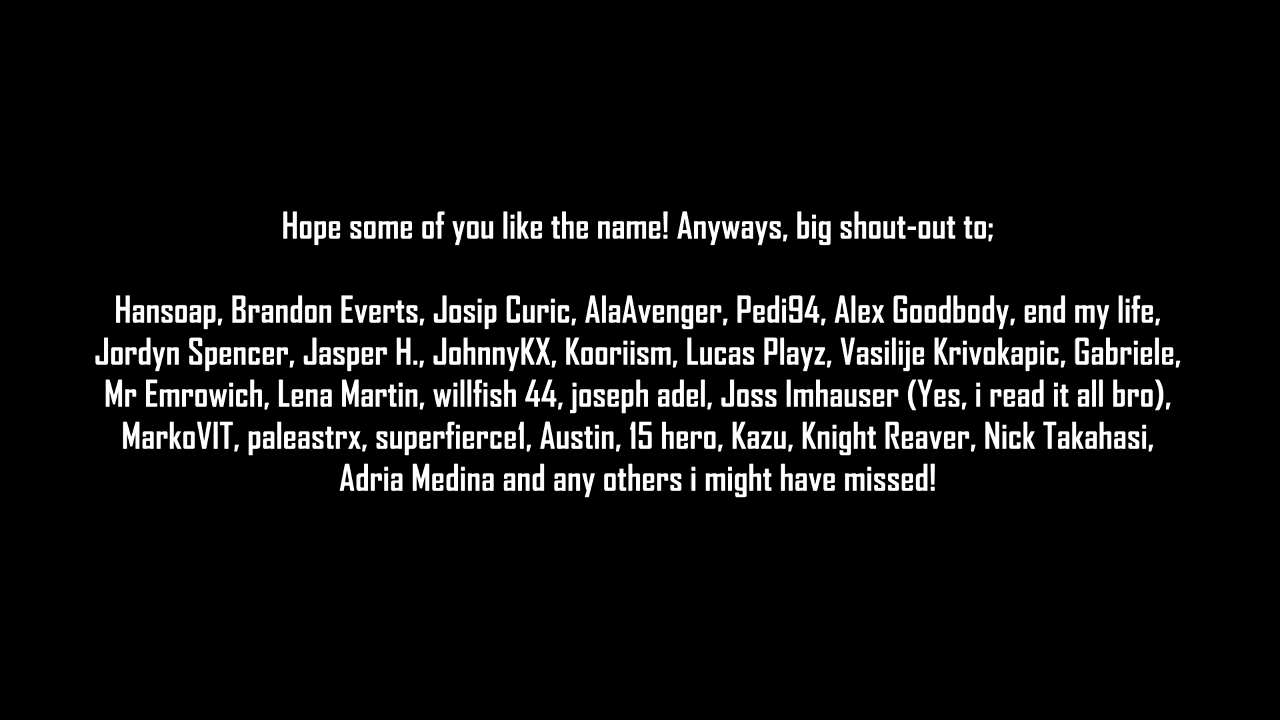 Hope some of you like the name! Anyways, big shout-out to;
Hansoap, Brandon Everts, Josip Curic, AlaAvenger, Pedi94, Alex Goodbody, end my life,
Jordyn Spencer, Jasper H., JohnnyKX, Kooriism, Lucas Playz, Vasilije Krivokapic, Gabriele,
Mr Emrowich, Lena Martin, willfish 44, joseph adel, Joss Imhauser (Yes, i read it all bro),
MarkoVIT, paleastrx, superfierce1, Austin, 15 hero, Kazu, Knight Reaver, Nick Takahasi,
Adria Medina and any others i might have missed!